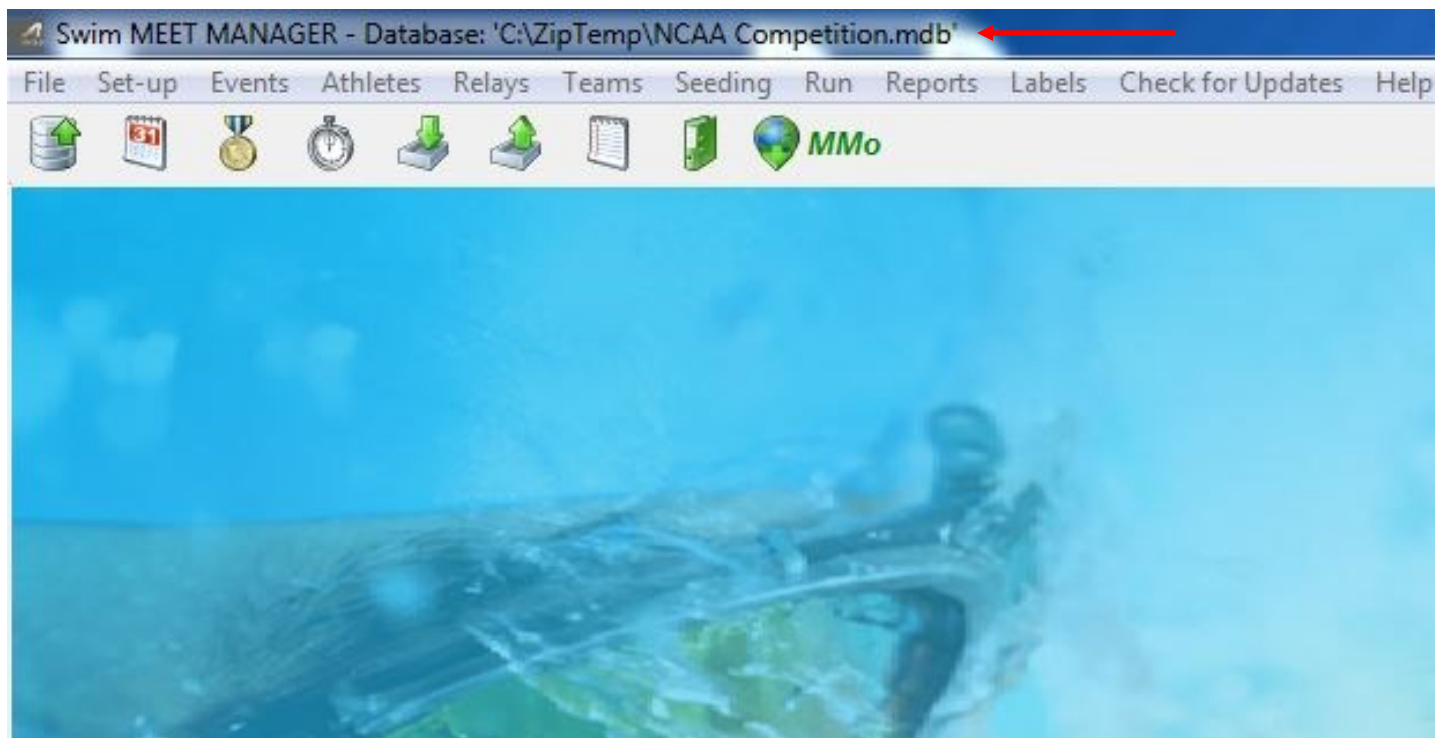 Swim MEET MANAGER - Database: 'C:\ZipTemp\NCAA Competition.mdb'
File Set-up Events Athletes Relays Teams Seeding Run Reports Labels Check for Updates Help
31 MMo